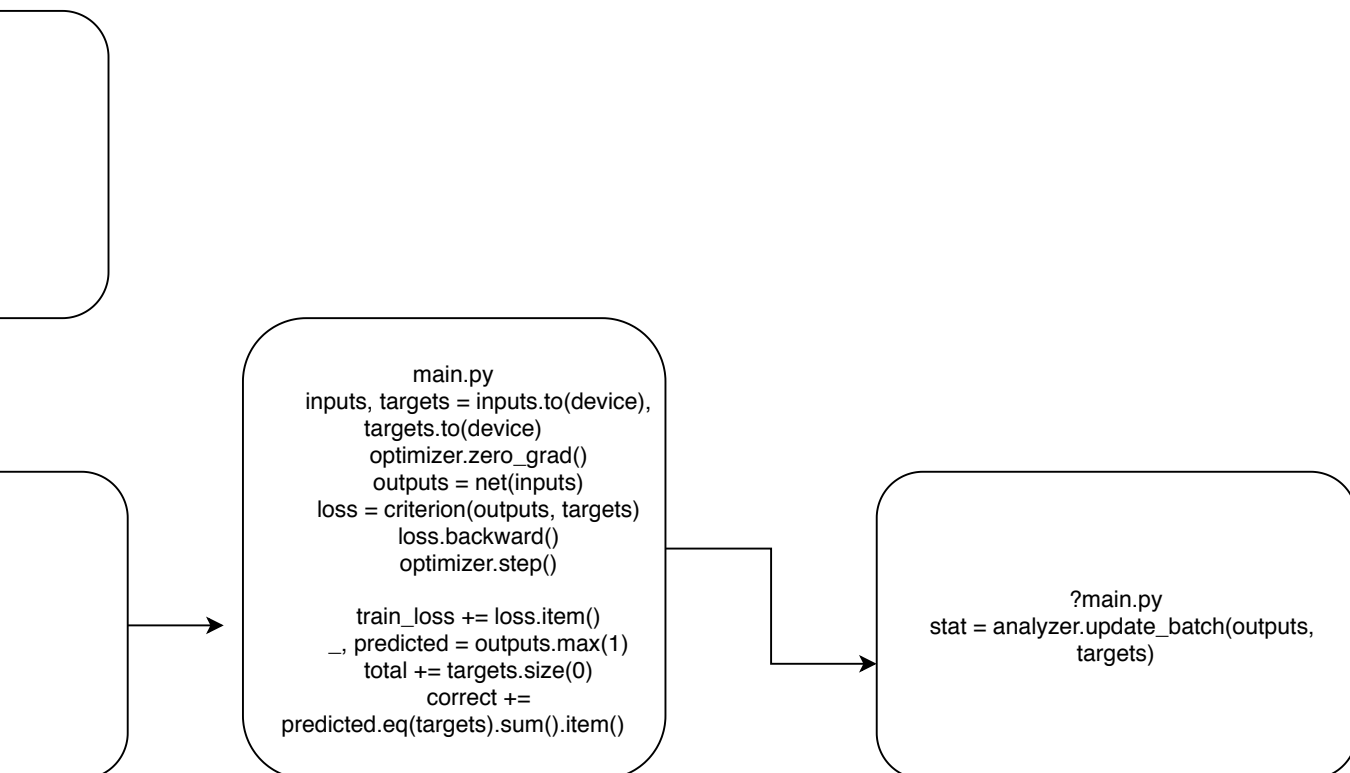 main.py
inputs, targets = inputs.to(device),
targets.to(device)
optimizer.zero_grad()
outputs = net(inputs)
loss = criterion(outputs, targets)
loss.backward()
optimizer.step()
train_loss += loss.item()
_, predicted = outputs.max(1)
total += targets.size(0)
correct +=
predicted.eq(targets).sum().item()
?main.py
stat = analyzer.update_batch(outputs,
targets)